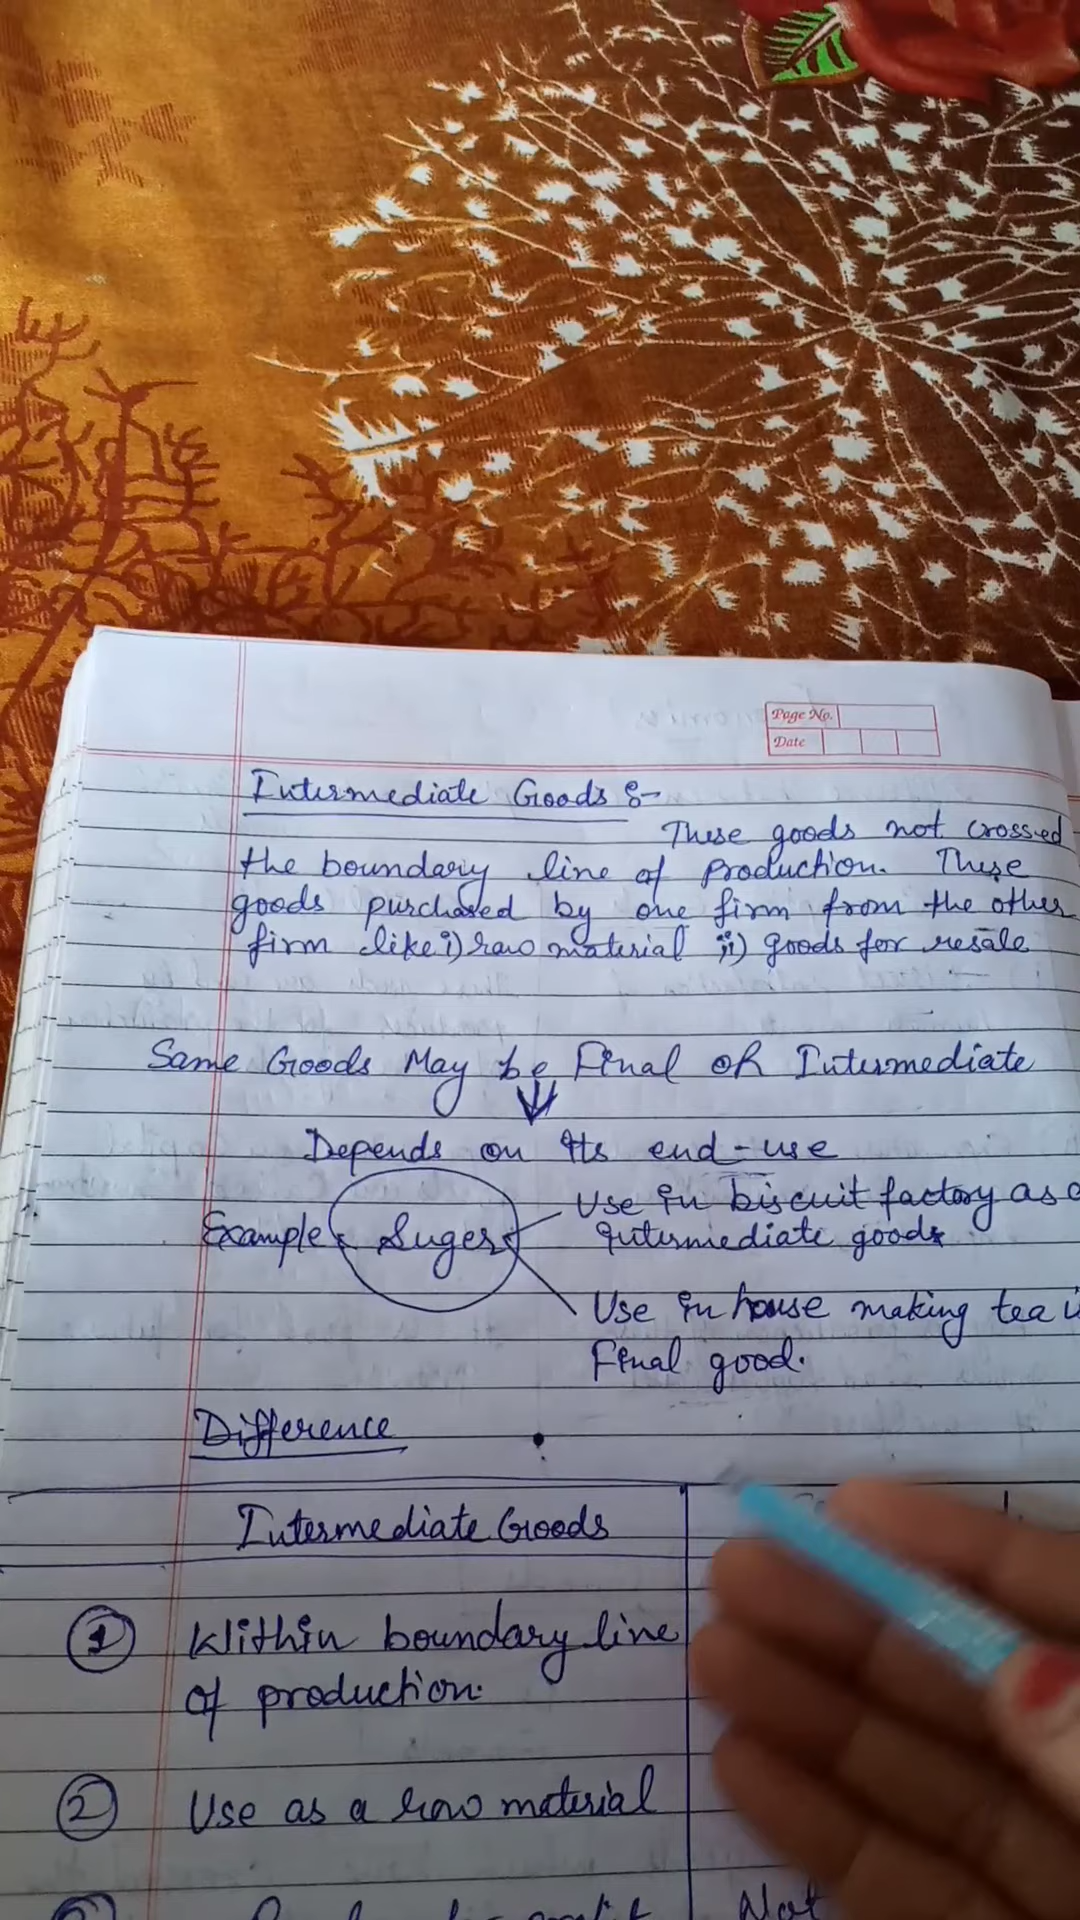 Page No.
Date
Intermediate Goods :-
These goods not crossed
the boundary line of production. These
goods purchased by one firm from the other
firm like i) raw material ii) goods for resale
Same Goods May be Final or Intermediate
Depends on its end-use
Example Suger
Use in biscuit factory as a
intermediate goods
Use in house making tea is
Final good.
Difference
Intermediate Goods
1 Within boundary line
of production.
2 Use as a raw material
Not